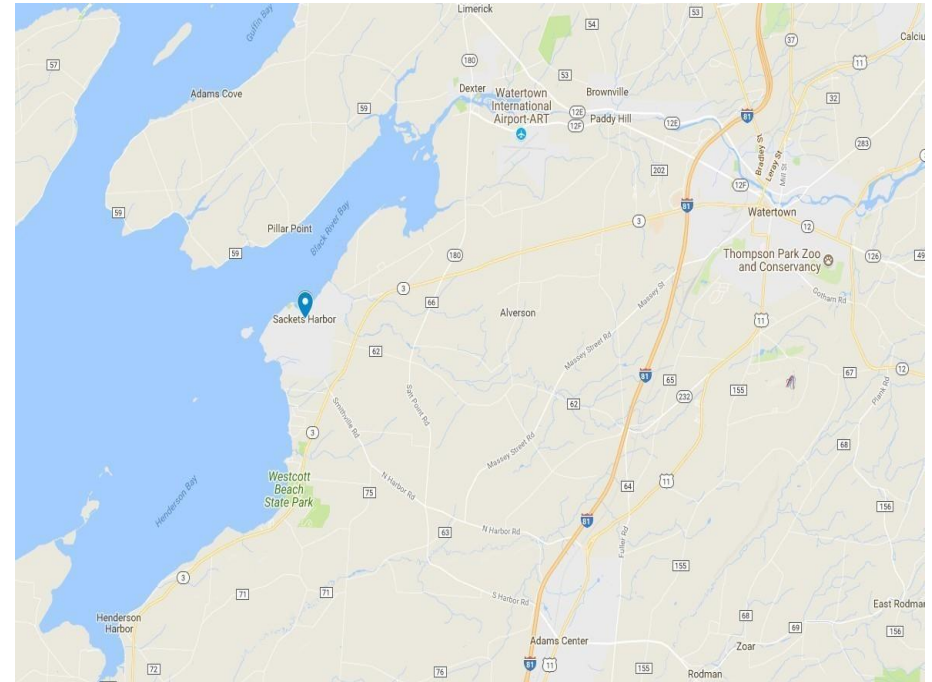 Limerick
53
54
Guffin Bay
37
Calciu
57
180
11
53
Adams Cove
Dexter
Watertown
International
Airport-ART
Brownville
32
59
12E
12F
Paddy Hill
12E
81
Bradley St
Leray St
Mill St
283
202
12F
59
81
Watertown
3
12
Pillar Point
Black River Bay
59
180
Thompson Park Zoo
and Conservancy
126
49
3
66
Massey St
Gotham Rd
Sackets Harbor
Alverson
11
62
Massey Street Rd
81
65
155
67
12
Smithville Rd
San Point Rd
62
232
Plank Rd
3
Massey Street Rd
68
Westcott
Beach
State Park
75
N Harbor Rd
64
11
Henderson Bay
156
63
N Harbor Rd
81
Fuller Rd
155
3
71
71
S Harbor Rd
East Rodman
Henderson
Harbor
68
69
156
Adams Center
Zoar
72
76
81
11
155
Rodman